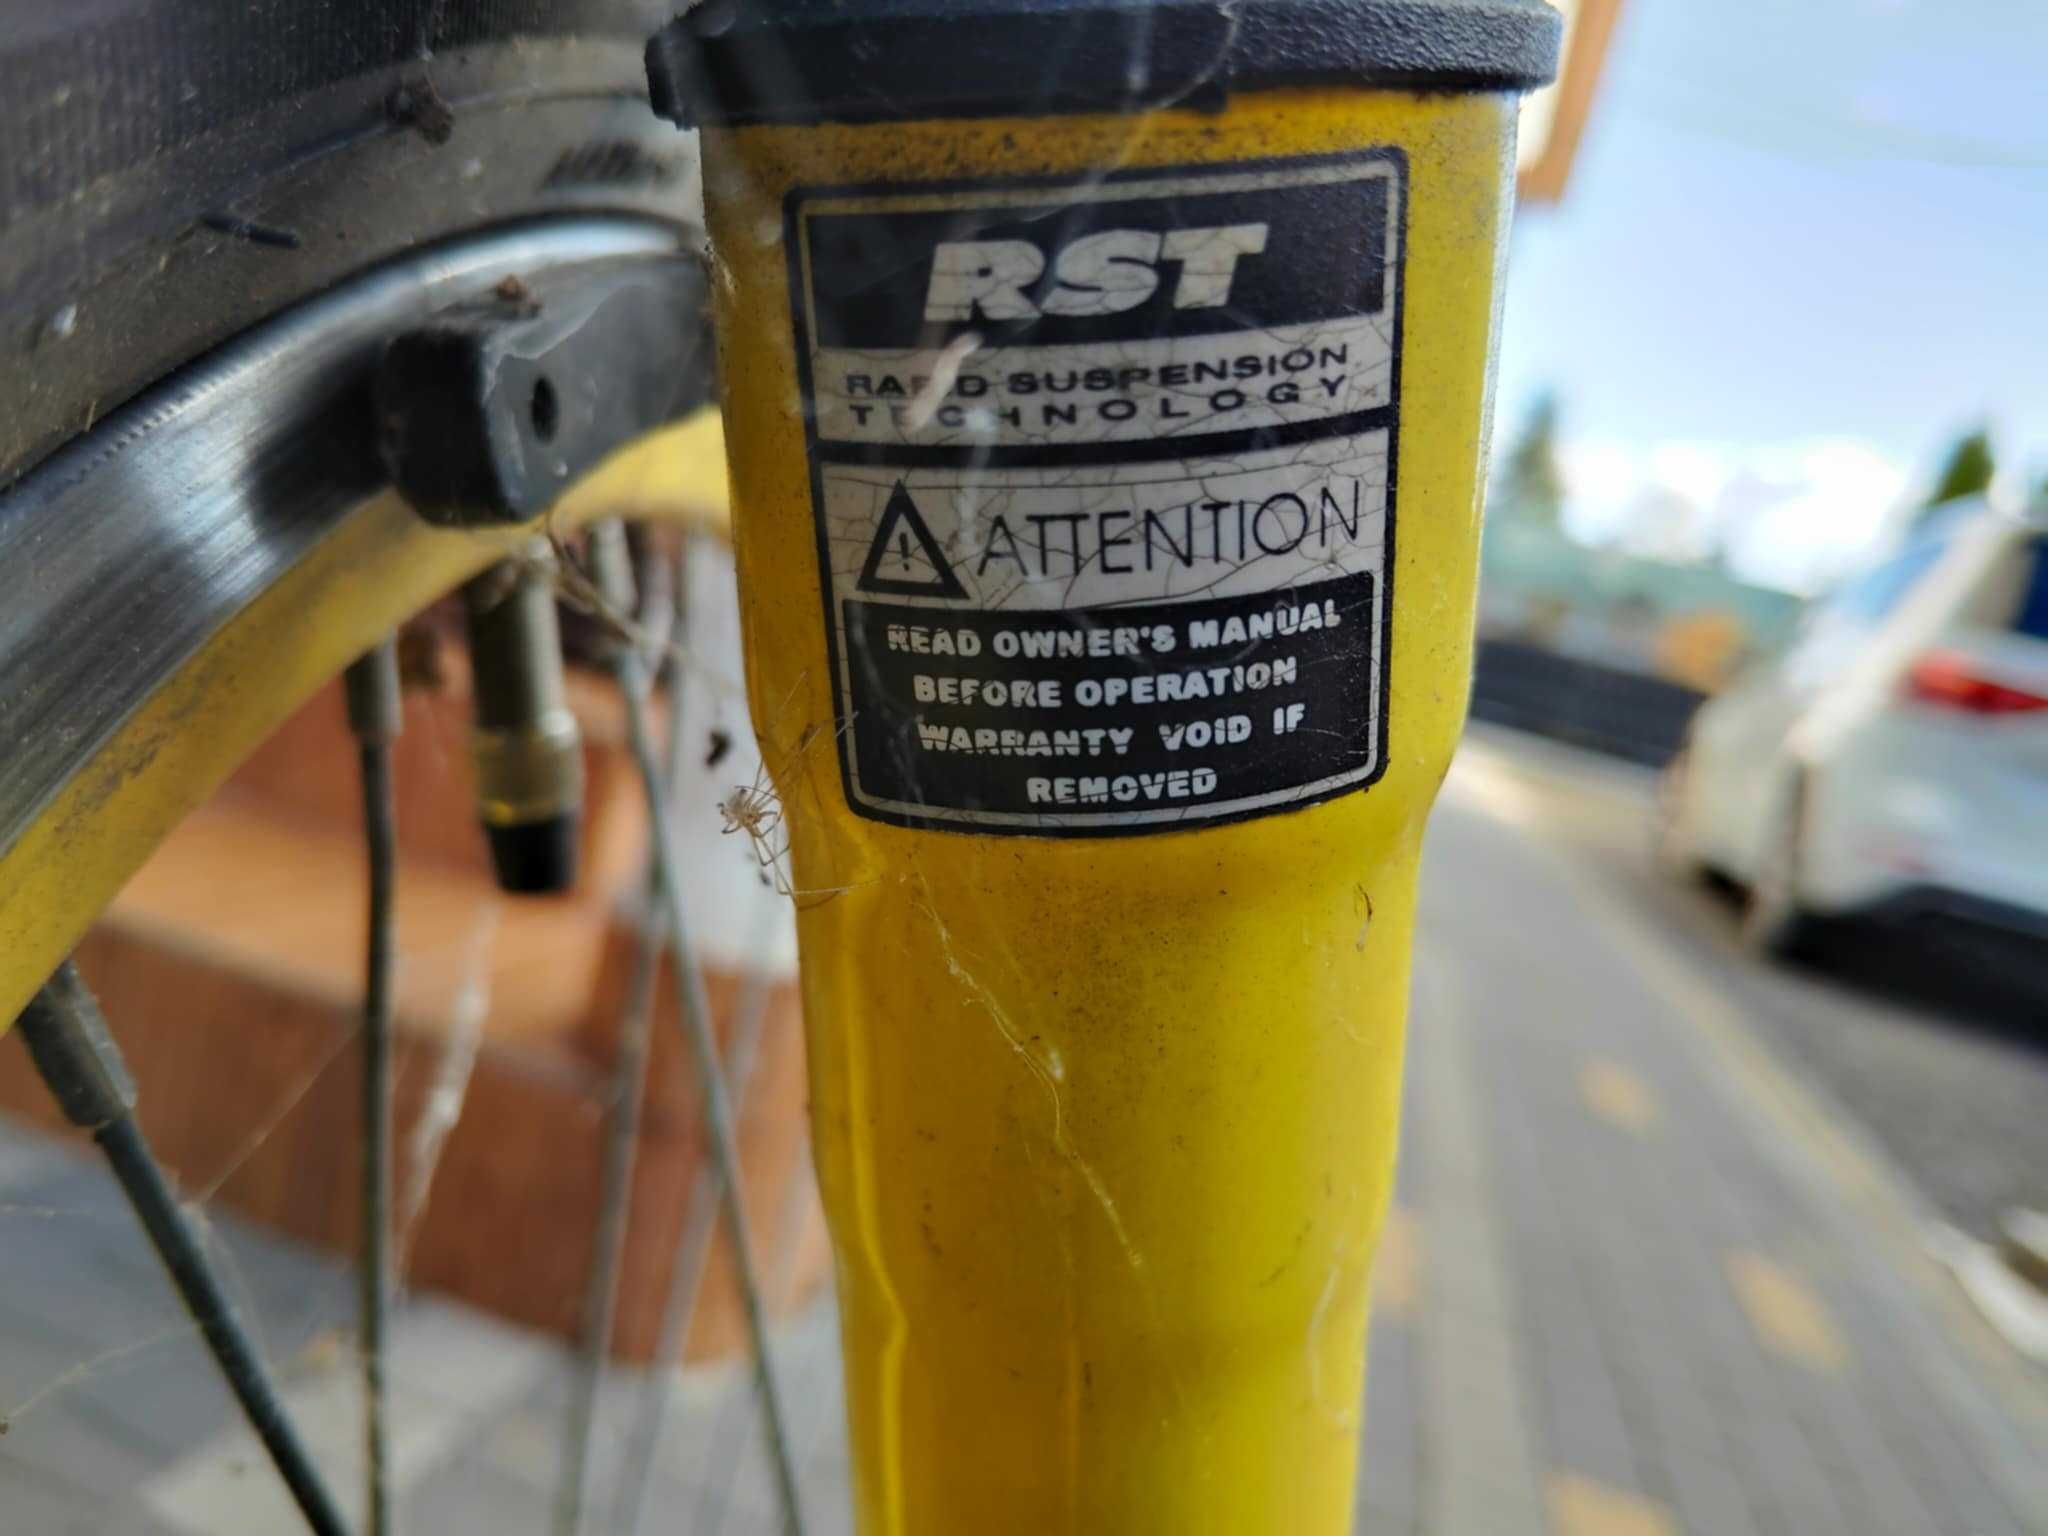 RST
RAPID SUSPENSION
TECHNOLOGY
ATTENTION
READ OWNER'S MANUAL
BEFORE OPERATION
WARRANTY VOID IF
REMOVED